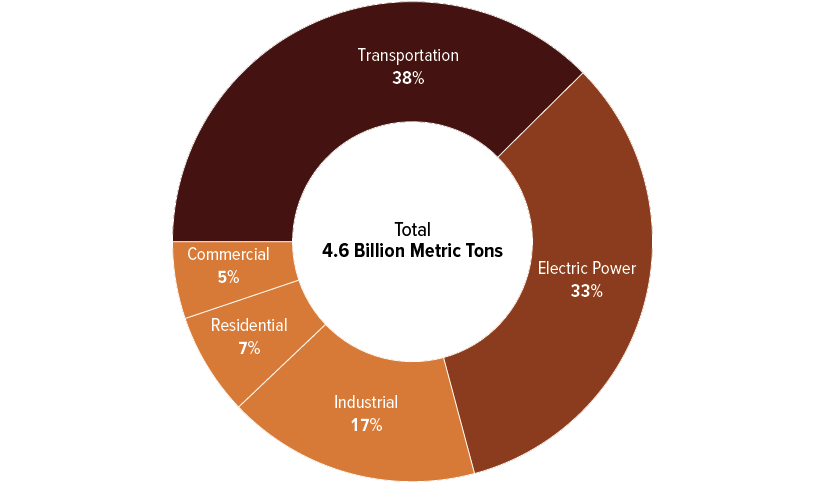 Transportation
38%
Electric Power
33%
Industrial
17%
Residential
7%
Commercial
5%
Total
4.6 Billion Metric Tons